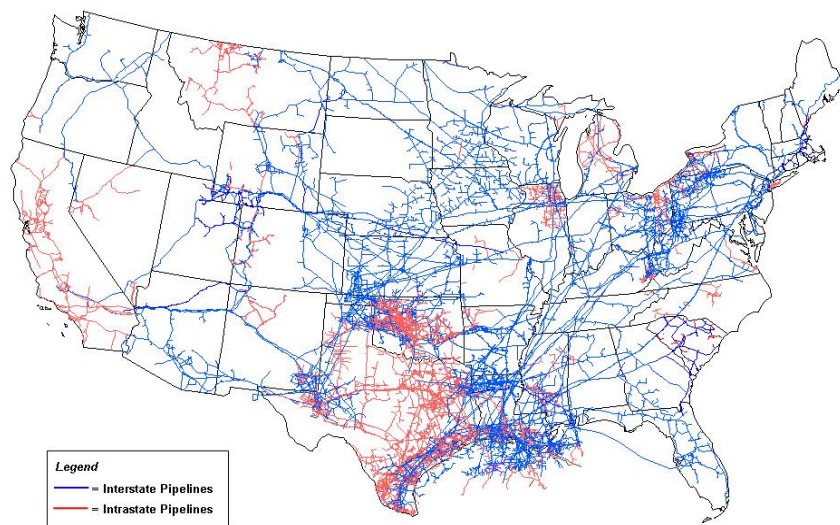 Legend
= Interstate Pipelines
= Intrastate Pipelines